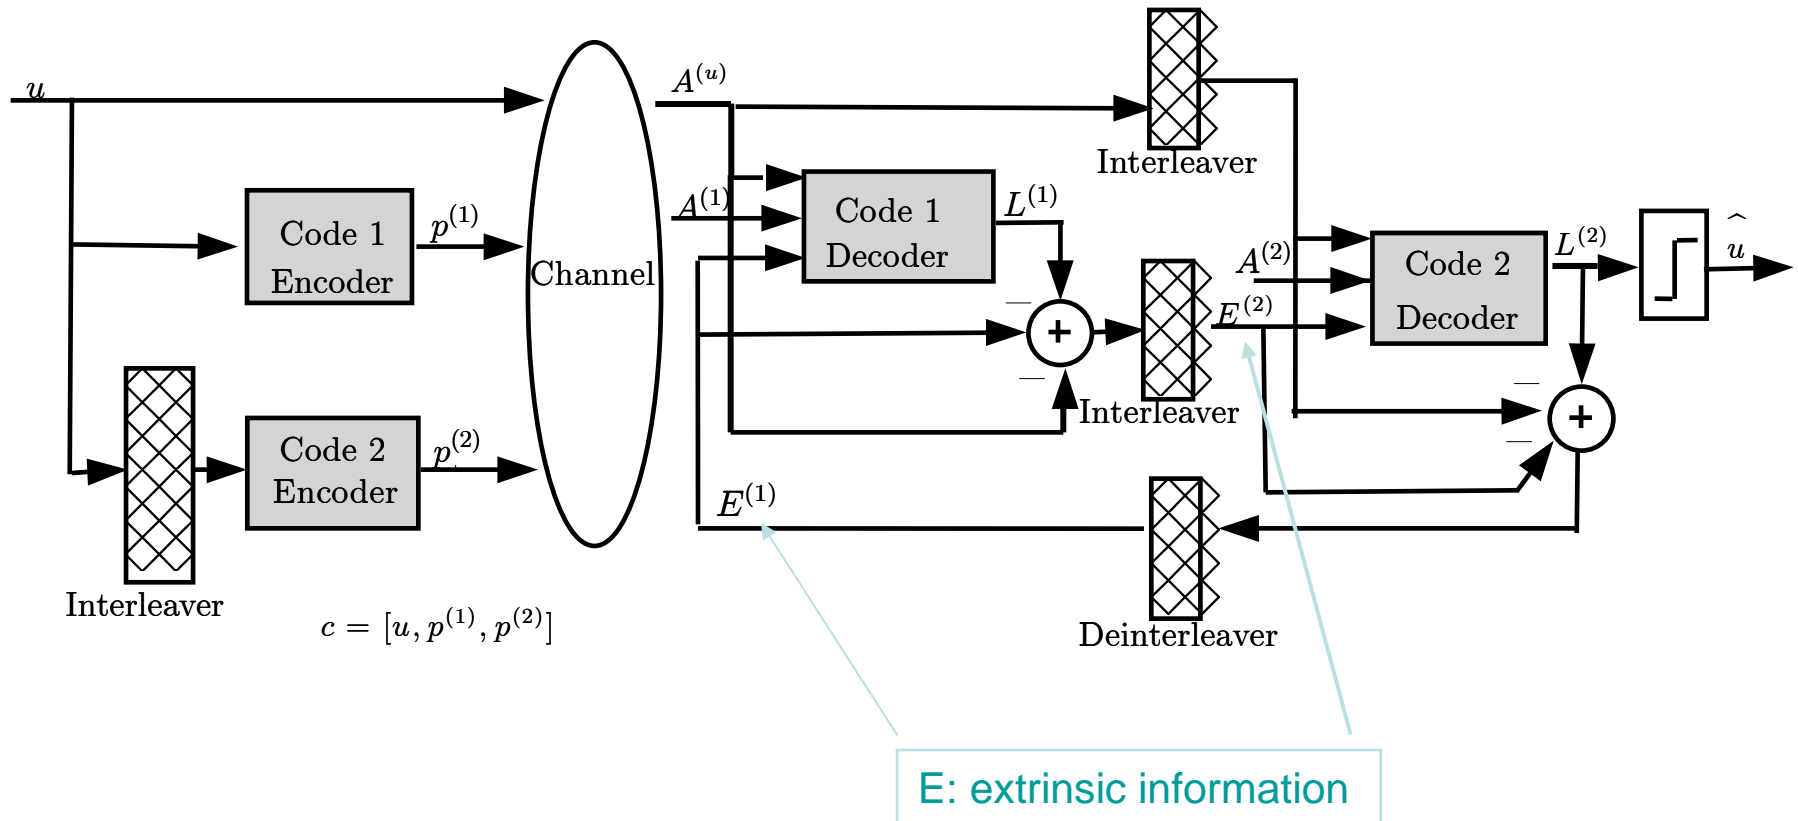 u
A^{(u)}
Interleaver
Code 1
Encoder
p^{(1)}
Channel
A^{(1)}
Code 1
Decoder
L^{(1)}
−
+
−
Interleaver
A^{(2)}
E^{(2)}
Code 2
Decoder
L^{(2)}
\hat{u}
−
+
−
Interleaver
Code 2
Encoder
p^{(2)}
E^{(1)}
Deinterleaver
c = [u, p^{(1)}, p^{(2)}]
E: extrinsic information